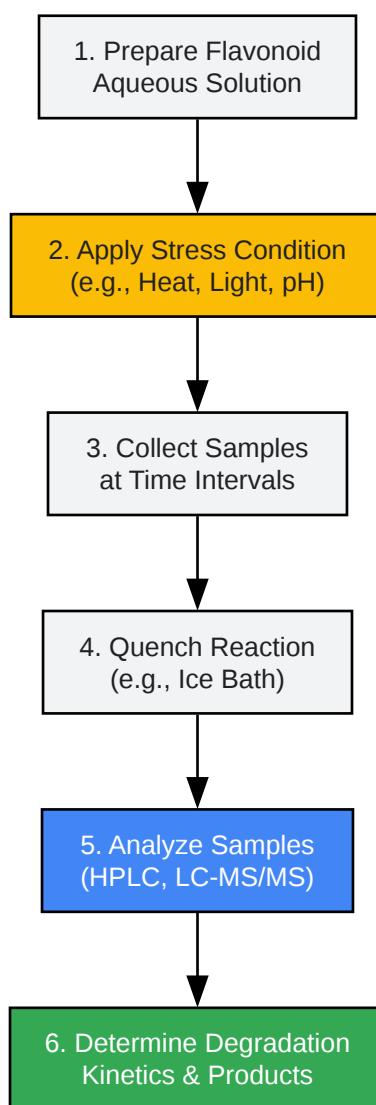 1. Prepare Flavonoid
Aqueous Solution
2. Apply Stress Condition
(e.g., Heat, Light, pH)
3. Collect Samples
at Time Intervals
4. Quench Reaction
(e.g., Ice Bath)
5. Analyze Samples
(HPLC, LC-MS/MS)
6. Determine Degradation
Kinetics & Products